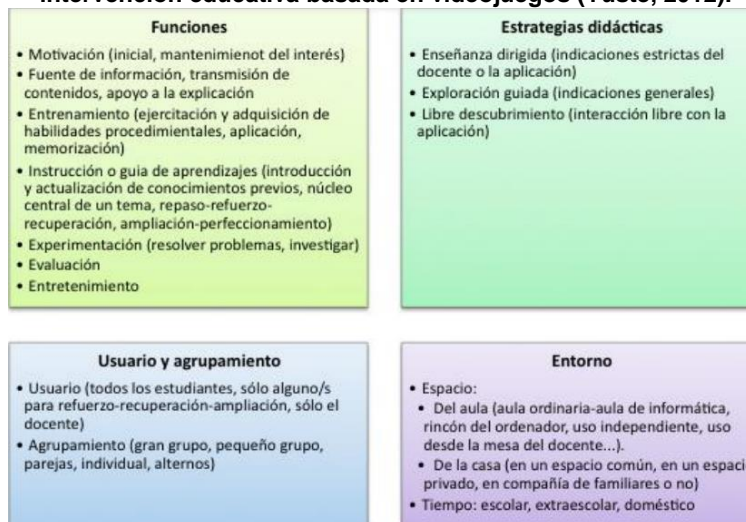 intervención educativa basada en videojuegos (Yuste, 2012).
Funciones
• Motivación (inicial, mantenimienot del interés)
• Fuente de información, transmisión de
contenidos, apoyo a la explicación
• Entrenamiento (ejercitación y adquisición de
habilidades procedimientales, aplicación,
memorización)
• Instrucción o guia de aprendizajes (introducción
y actualización de conocimientos previos, núcleo
central de un tema, repaso-refuerzo-
recuperación, ampliación-perfeccionamiento)
• Experimentación (resolver problemas, investigar)
• Evaluación
• Entretenimiento
Estrategias didácticas
• Enseñanza dirigida (indicaciones estrictas del
docente o la aplicación)
• Exploración guiada (indicaciones generales)
• Libre descubrimiento (interacción libre con la
aplicación)
Usuario y agrupamiento
• Usuario (todos los estudiantes, sólo alguno/s
para refuerzo-recuperación-ampliación, sólo el
docente)
• Agrupamiento (gran grupo, pequeño grupo,
parejas, individual, alternos)
Entorno
• Espacio:
• Del aula (aula ordinaria-aula de informática,
rincón del ordenador, uso independiente, uso
desde la mesa del docente...).
• De la casa (en un espacio común, en un espaci
privado, en compañía de familiares o no)
• Tiempo: escolar, extraescolar, doméstico